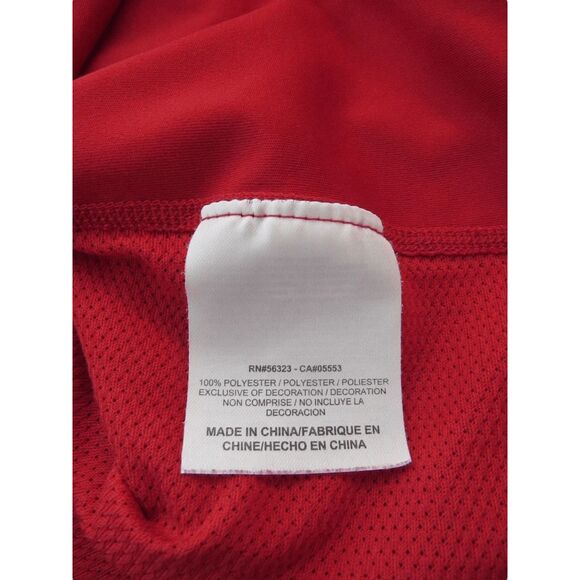 RN#56323 - CA#05553
100% POLYESTER / POLYESTER / POLIESTER
EXCLUSIVE OF DECORATION / DECORATION
NON COMPRISE / NO INCLUYE LA
DECORACION
MADE IN CHINA/FABRIQUE EN
CHINE/HECHO EN CHINA